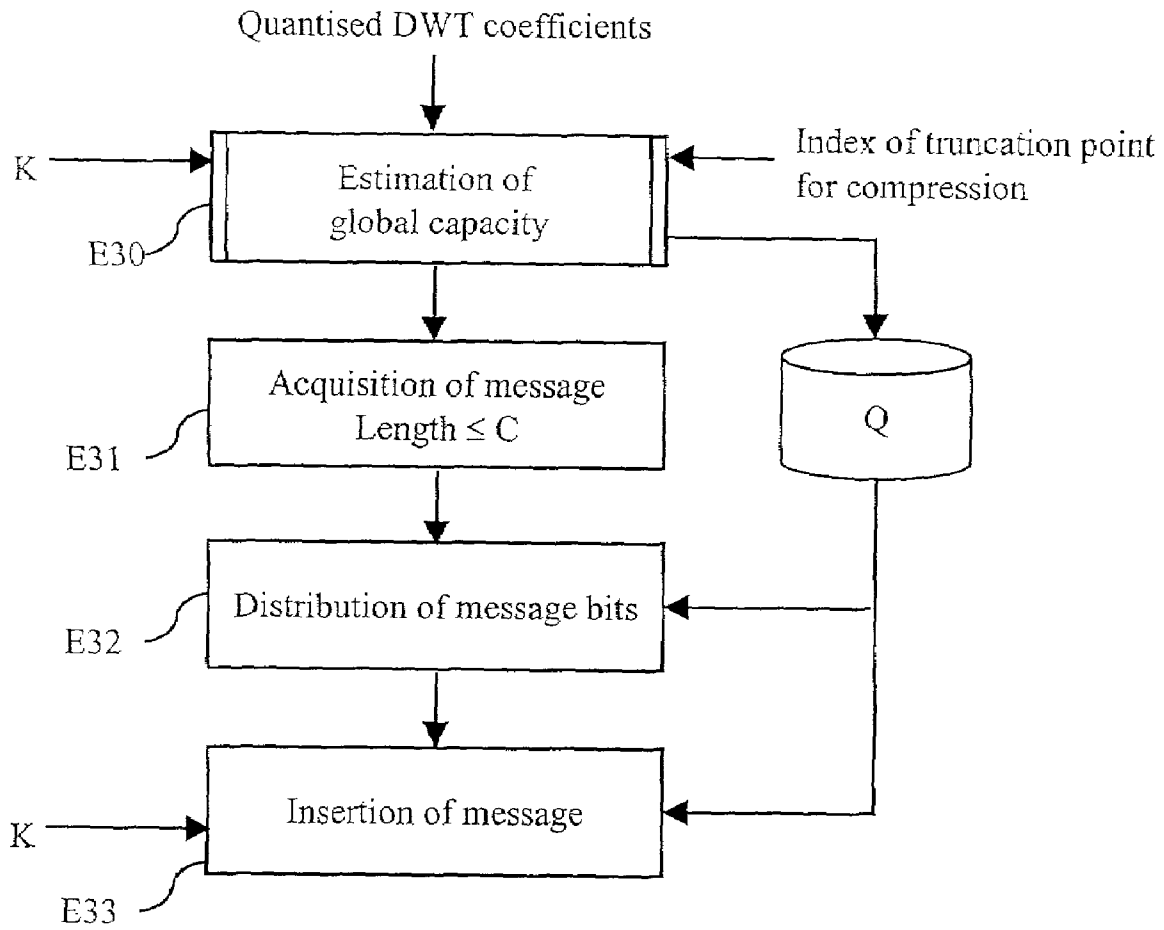 Quantised DWT coefficients
K
Estimation of
global capacity
Index of truncation point
for compression
E30
Acquisition of message
Length ≤ C
E31
Q
Distribution of message bits
E32
Insertion of message
K
E33